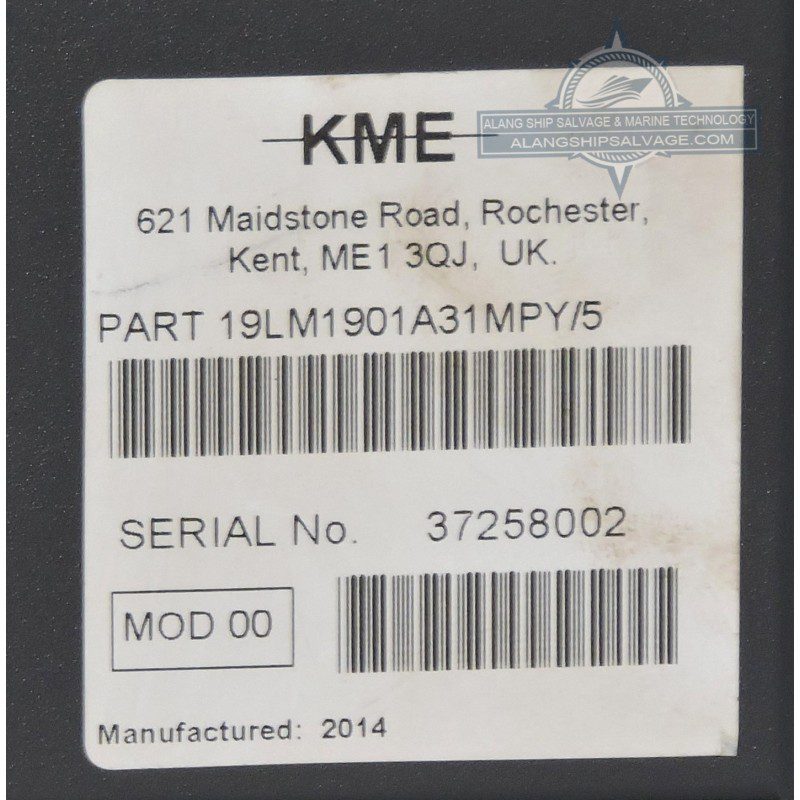 KME
ALANG SHIP SALVAGE & MARINE TECHNOLOGY
ALANGSHIPSALVAGE.COM
621 Maidstone Road, Rochester,
Kent, ME1 3QJ, UK.
PART 19LM1901A31MPY/5
SERIAL No. 37258002
MOD 00
Manufactured: 2014